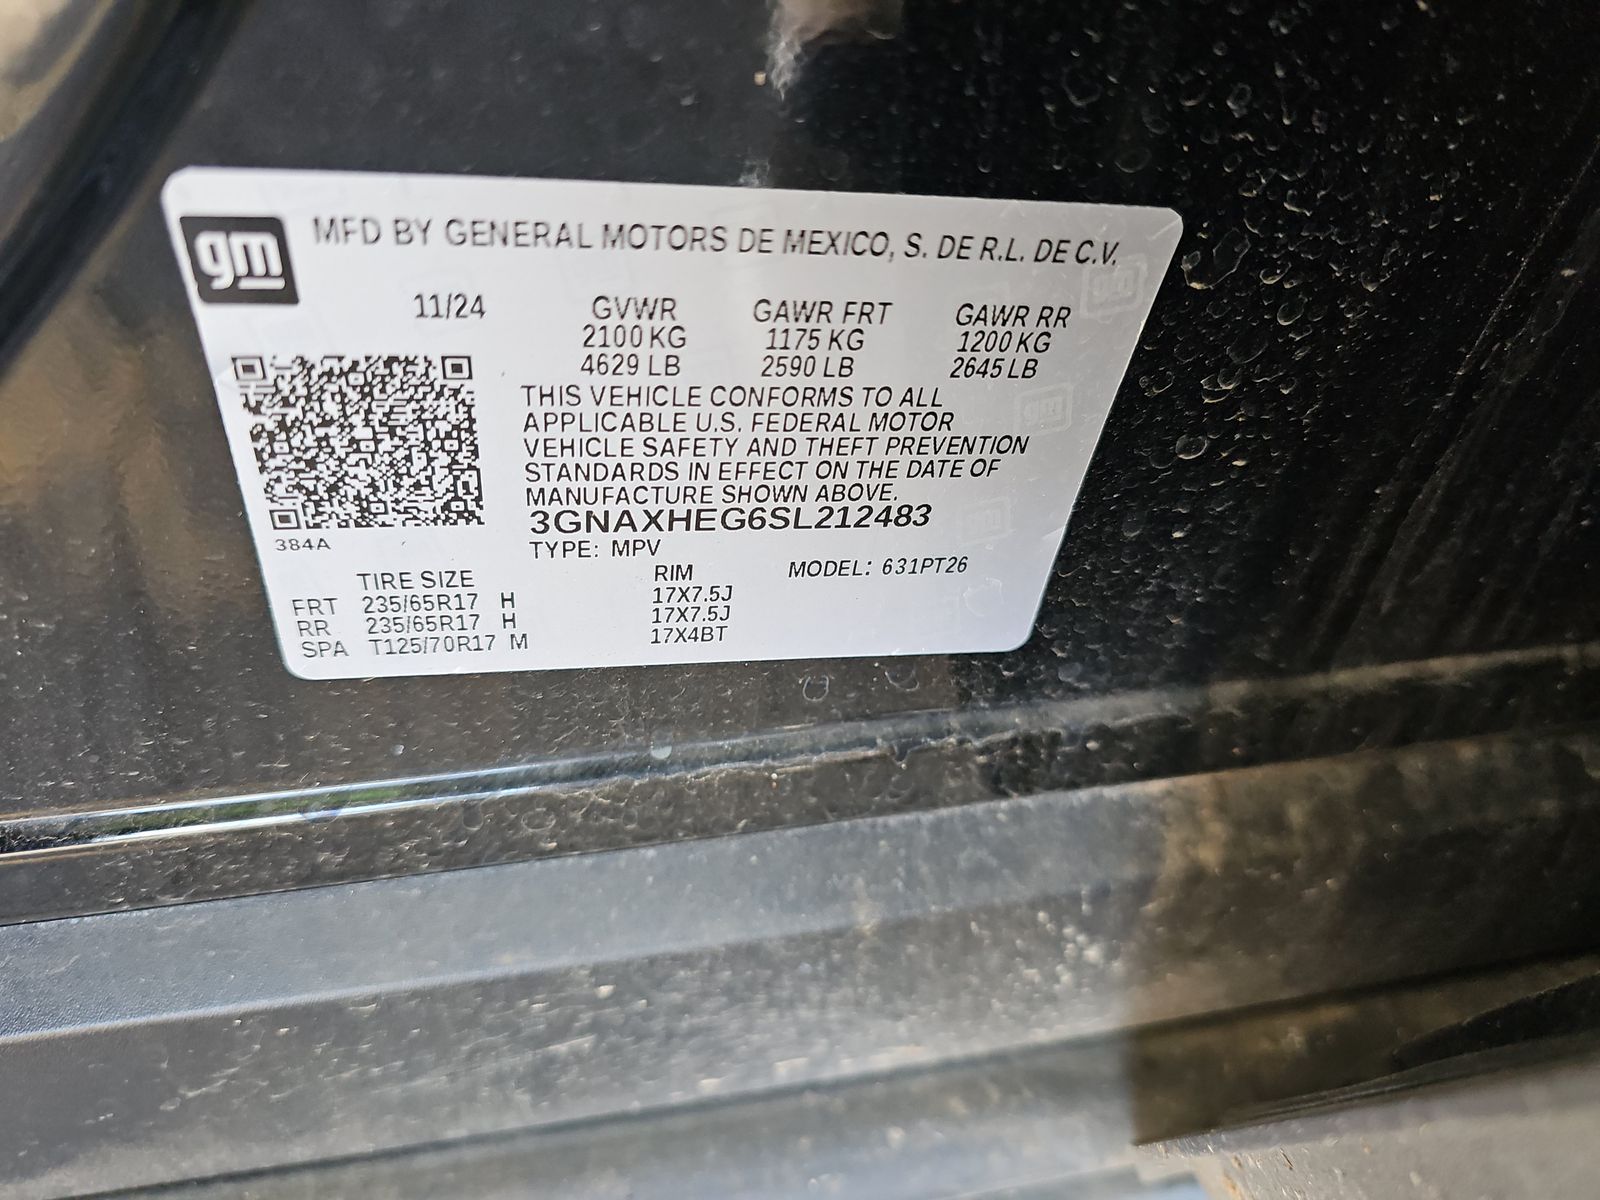 gm MFD BY GENERAL MOTORS DE MEXICO, S. DE R.L. DE C.V.
11/24 GVWR GAWR FRT GAWR RR
2100 KG 1175 KG 1200 KG
4629 LB 2590 LB 2645 LB
THIS VEHICLE CONFORMS TO ALL
APPLICABLE U.S. FEDERAL MOTOR
VEHICLE SAFETY AND THEFT PREVENTION
STANDARDS IN EFFECT ON THE DATE OF
MANUFACTURE SHOWN ABOVE.
3GNAXHEG6SL212483
384A
TYPE: MPV MODEL: 631PT26
TIRE SIZE RIM
FRT 235/65R17 H 17X7.5J
RR 235/65R17 H 17X7.5J
SPA T125/70R17 M 17X4BT